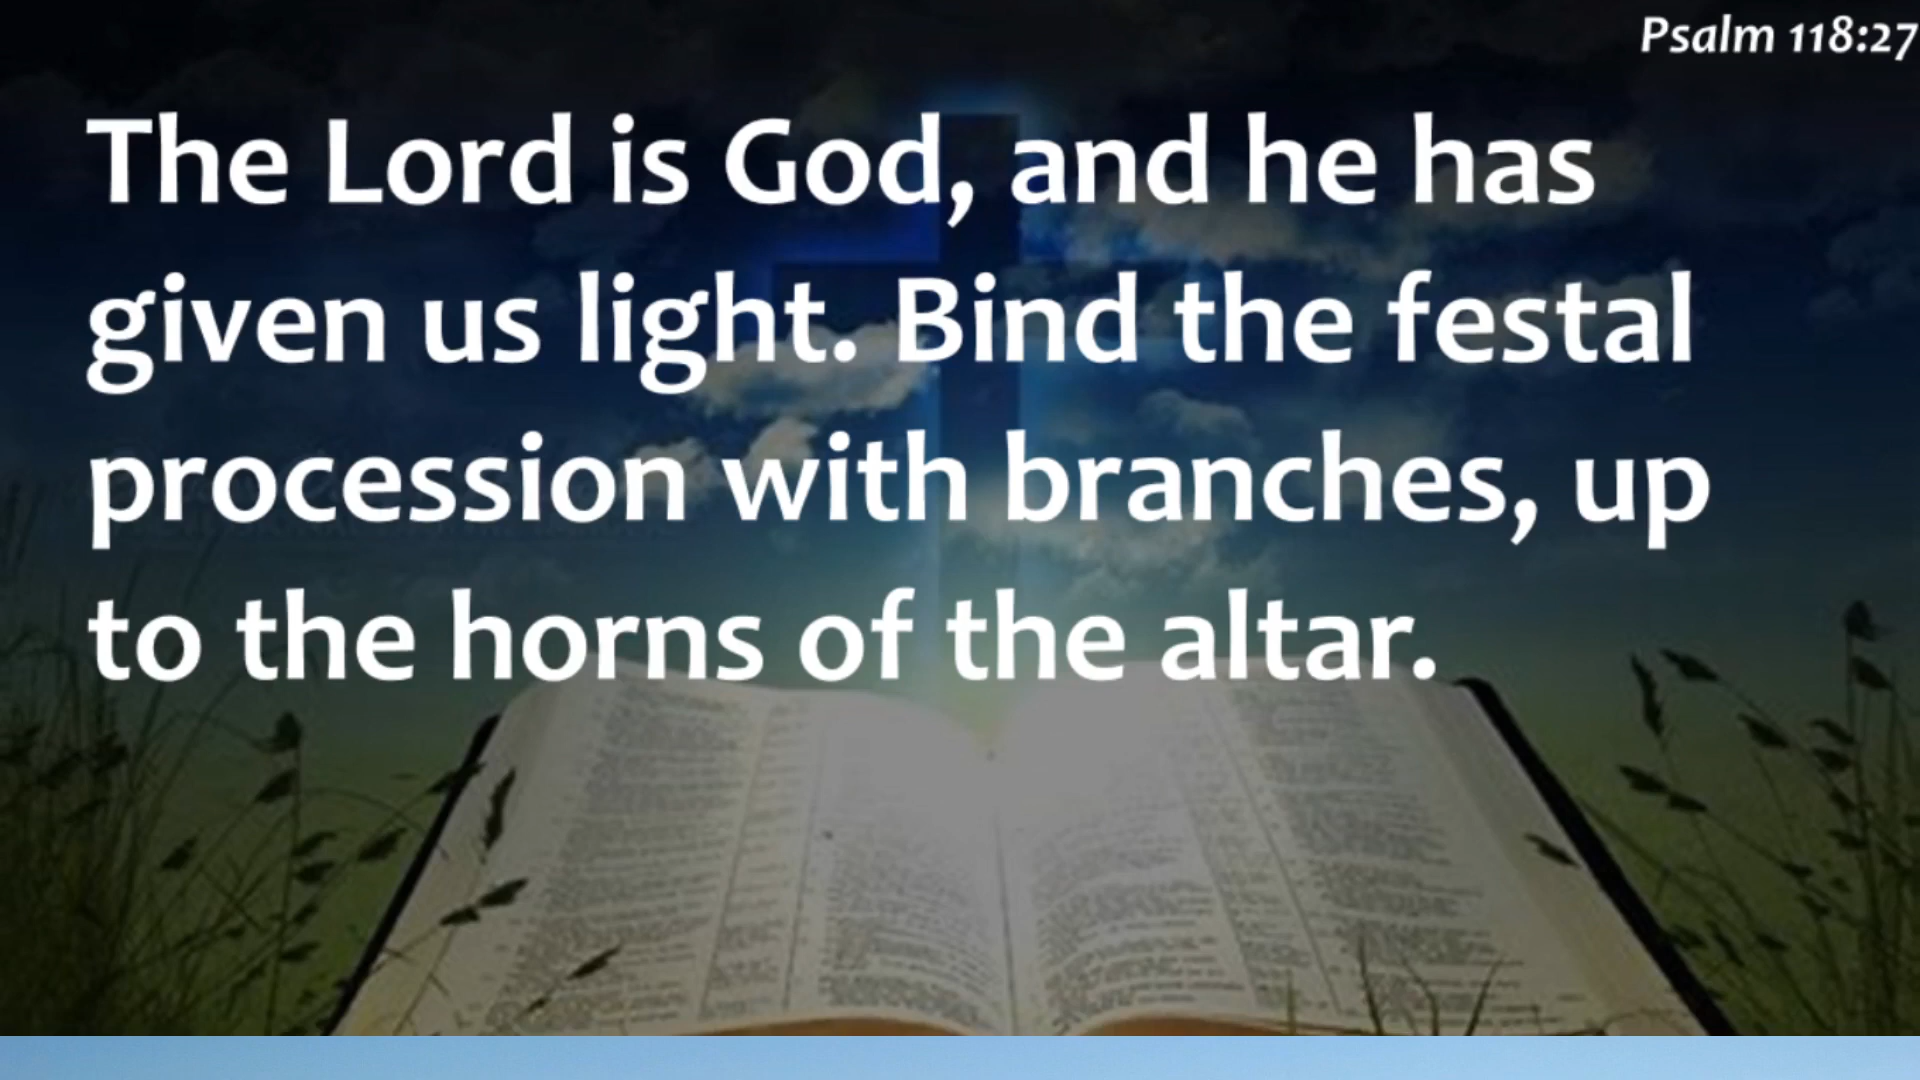 Psalm 118:27
The Lord is God, and he has
given us light. Bind the festal
procession with branches, up
to the horns of the altar.